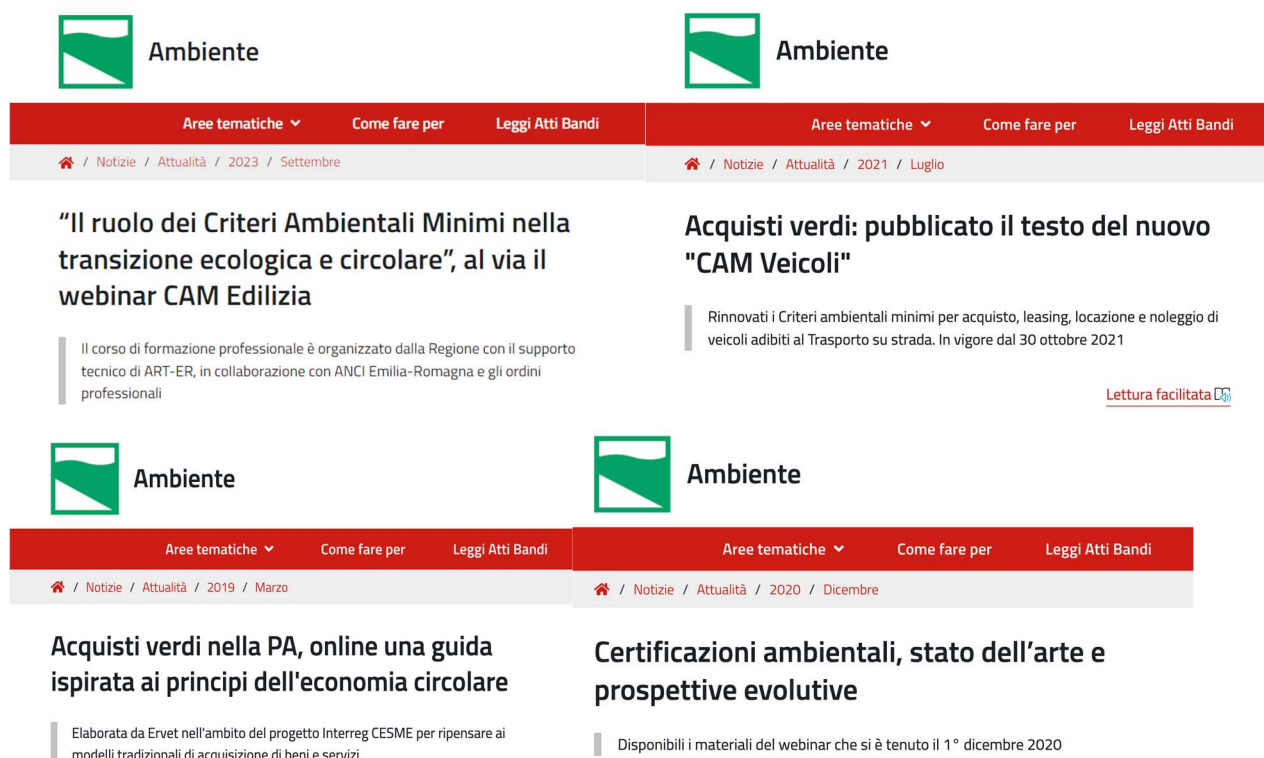 Ambiente
Aree tematiche Come fare per Leggi Atti Bandi
/ Notizie / Attualità / 2023 / Settembre
“Il ruolo dei Criteri Ambientali Minimi nella
transizione ecologica e circolare”, al via il
webinar CAM Edilizia
Il corso di formazione professionale è organizzato dalla Regione con il supporto
tecnico di ART-ER, in collaborazione con ANCI Emilia-Romagna e gli ordini
professionali
Ambiente
Aree tematiche Come fare per Leggi Atti Bandi
/ Notizie / Attualità / 2021 / Luglio
Acquisti verdi: pubblicato il testo del nuovo
"CAM Veicoli"
Rinnovati i Criteri ambientali minimi per acquisto, leasing, locazione e noleggio di
veicoli adibiti al Trasporto su strada. In vigore dal 30 ottobre 2021
Lettura facilitata
Ambiente
Aree tematiche Come fare per Leggi Atti Bandi
/ Notizie / Attualità / 2019 / Marzo
Acquisti verdi nella PA, online una guida
ispirata ai principi dell'economia circolare
Elaborata da Ervet nell'ambito del progetto Interreg CESME per ripensare ai
modelli tradizionali di acquisizione di beni e servizi
Ambiente
Aree tematiche Come fare per Leggi Atti Bandi
/ Notizie / Attualità / 2020 / Dicembre
Certificazioni ambientali, stato dell’arte e
prospettive evolutive
Disponibili i materiali del webinar che si è tenuto il 1° dicembre 2020